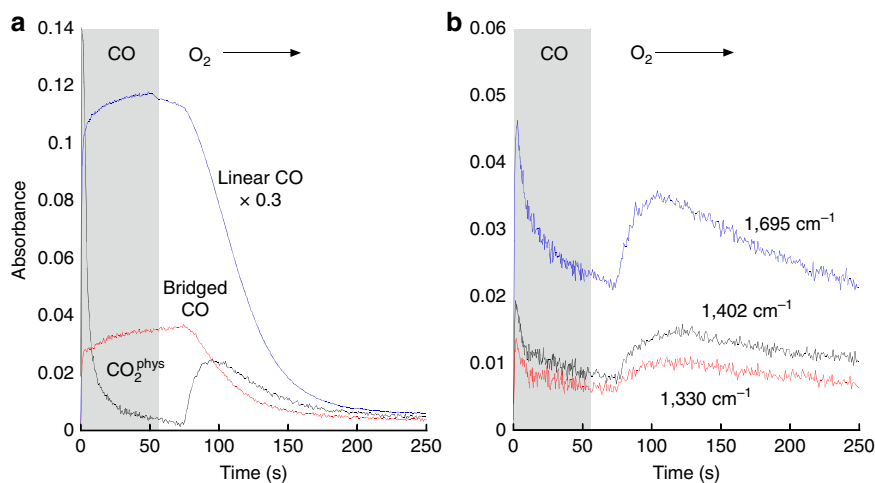 a
CO
O₂
0.14
0.12
0.1
0.08
0.06
0.04
0.02
0
Absorbance
Linear CO
× 0.3
Bridged
CO
CO₂ᵖʰʸˢ
0 50 100 150 200 250
Time (s)
b
CO
O₂
0.06
0.05
0.04
0.03
0.02
0.01
0
1,695 cm⁻¹
1,402 cm⁻¹
1,330 cm⁻¹
0 50 100 150 200 250
Time (s)